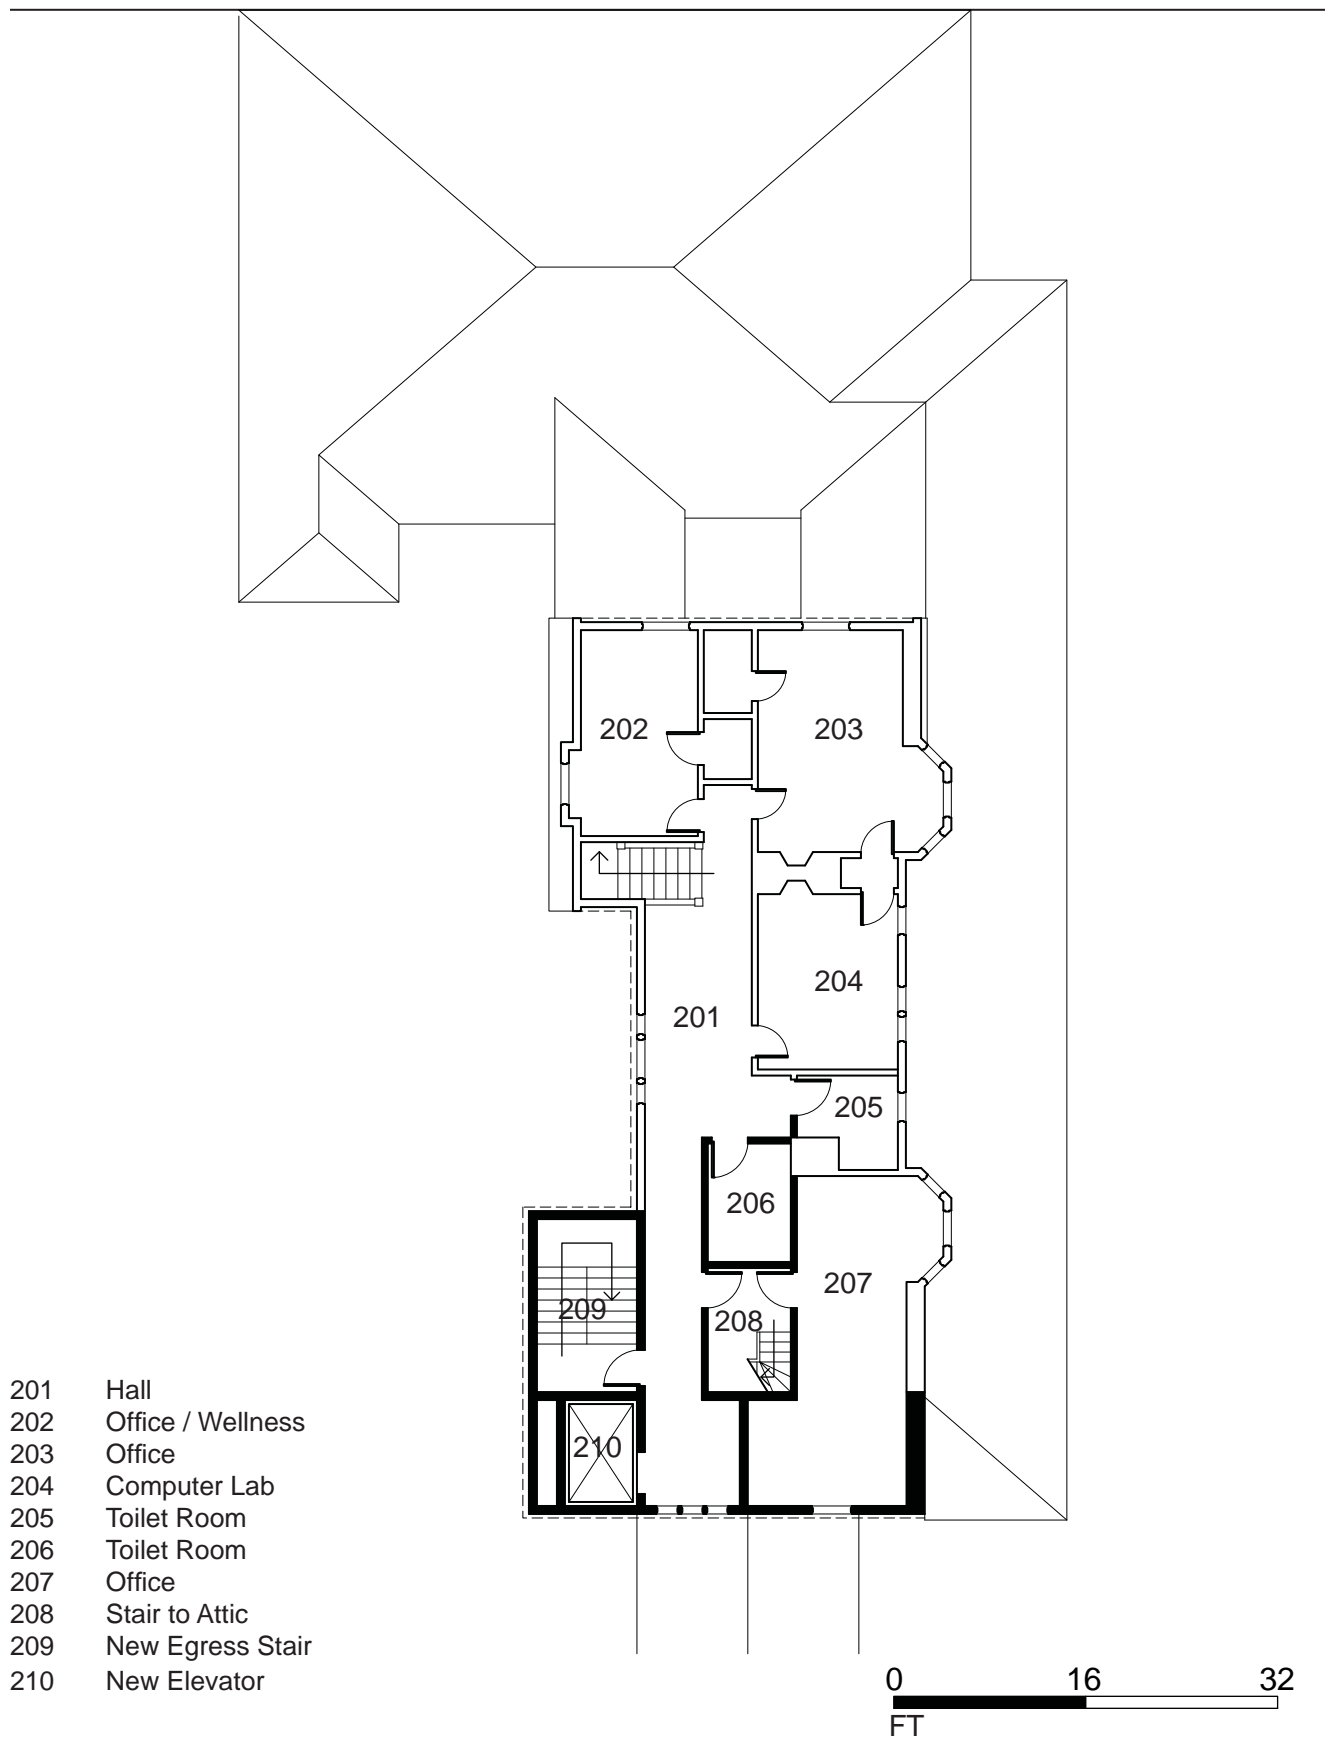 202
203
204
201
205
206
207
209
208
210
201 Hall
202 Office / Wellness
203 Office
204 Computer Lab
205 Toilet Room
206 Toilet Room
207 Office
208 Stair to Attic
209 New Egress Stair
210 New Elevator
0 16 32
FT